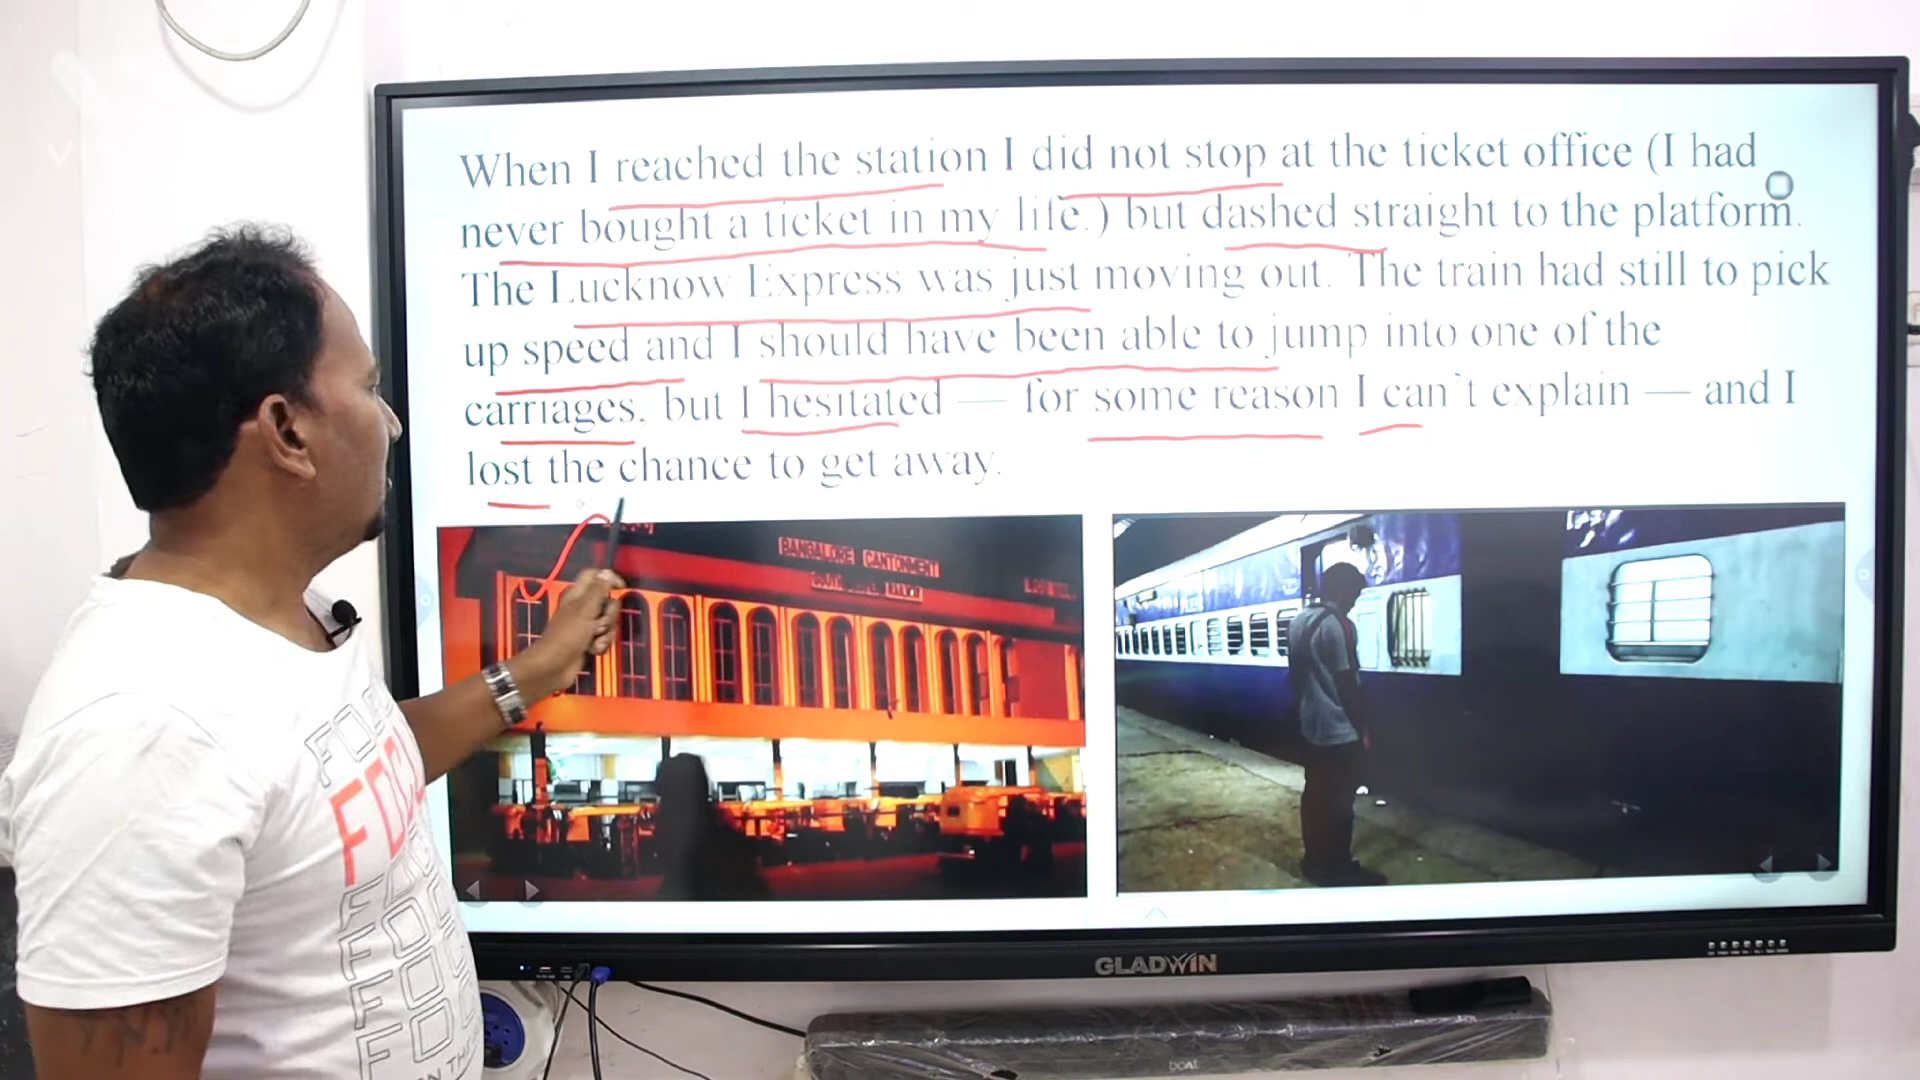 When I reached the station I did not stop at the ticket office (I had
never bought a ticket in my life.) but dashed straight to the platform.
The Lucknow Express was just moving out. The train had still to pick
up speed and I should have been able to jump into one of the
carriages, but I hesitated — for some reason I can't explain — and I
lost the chance to get away.
BANGALORE CANTONMENT
GLADWIN
boAt